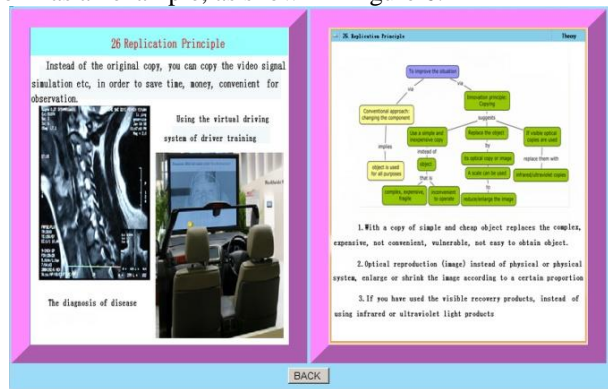 26 Replication Principle
Instead of the original copy, you can copy the video signal
simulation etc, in order to save time, money, convenient for
observation.
Using the virtual driving
system of driver training
The diagnosis of disease
26. Replication Principle
Theory
To improve the situation
via
via
Conventional approach:
changing the component
Innovation principle:
Copying
implies
suggests
object is used
for all purposes
Use a simple and
inexpensive copy
Replace the object
If visible optical
copies are used
instead of
by
replace them with
object
its optical copy or image
infrared/ultraviolet copies
that is
A scale can be used
complex, expensive,
fragile
inconvenient
to operate
to
reduce/enlarge the image
1.With a copy of simple and cheap object replaces the complex,
expensive, not convenient, vulnerable, not easy to obtain object.
2.Optical reproduction (image) instead of physical or physical
system, enlarge or shrink the image according to a certain proportion
3.If you have used the visible recovery products, instead of
using infrared or ultraviolet light products
BACK